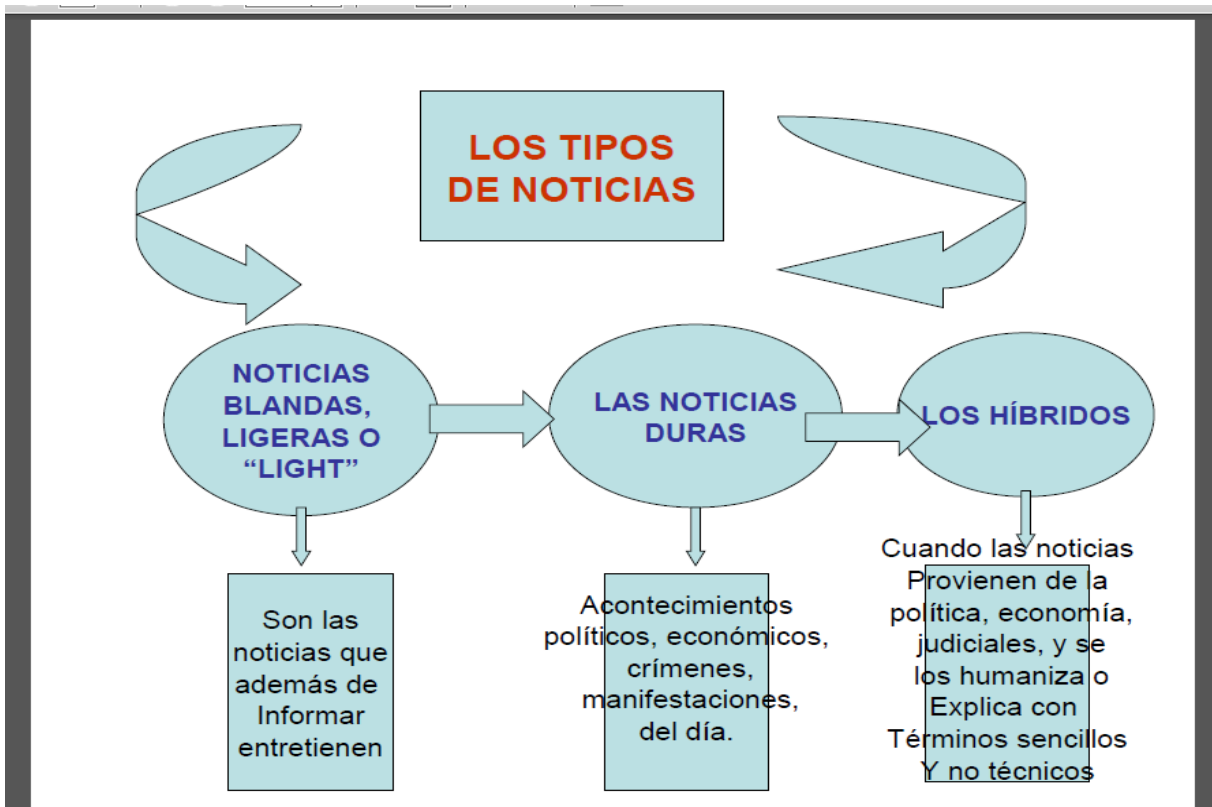 LOS TIPOS
DE NOTICIAS
NOTICIAS
BLANDAS,
LIGERAS O
“LIGHT”
LAS NOTICIAS
DURAS
LOS HÍBRIDOS
Son las
noticias que
además de
Informar
entretienen
Acontecimientos
políticos, económicos,
crímenes,
manifestaciones,
del día.
Cuando las noticias
Provienen de la
política, economía,
judiciales, y se
los humaniza o
Explica con
Términos sencillos
Y no técnicos